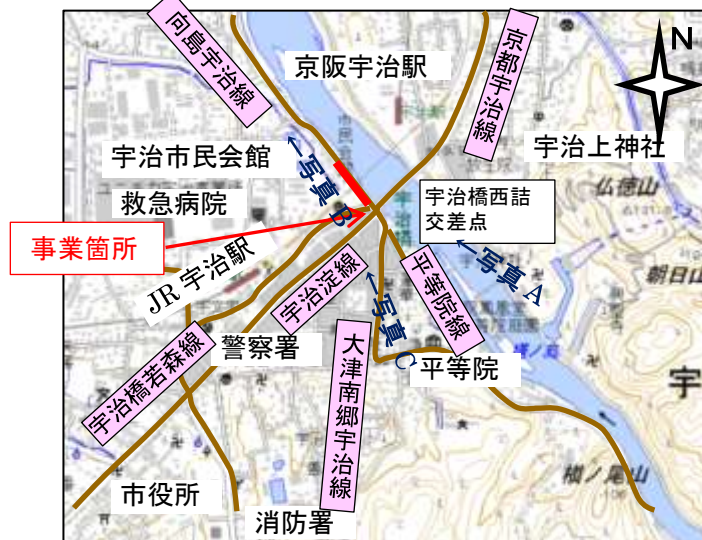 向島宇治線
京阪宇治駅
京都宇治線
N
宇治市民会館
宇治上神社
←写真B
救急病院
宇治橋西詰
交差点
仏徳山
事業箇所
←写真A
朝日山
JR宇治駅
宇治淀線
平等院線
←写真C
宇治橋若森線
警察署
大津南郷宇治線
平等院
宇
槙ノ尾山
市役所
消防署